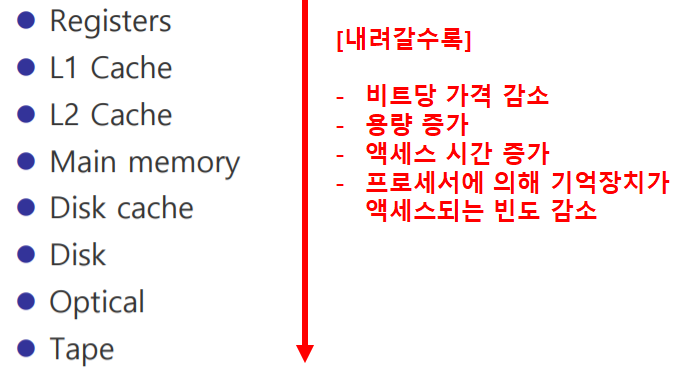 Registers
L1 Cache
L2 Cache
Main memory
Disk cache
Disk
Optical
Tape
[내려갈수록]
- 비트당 가격 감소
- 용량 증가
- 액세스 시간 증가
- 프로세서에 의해 기억장치가
액세스되는 빈도 감소